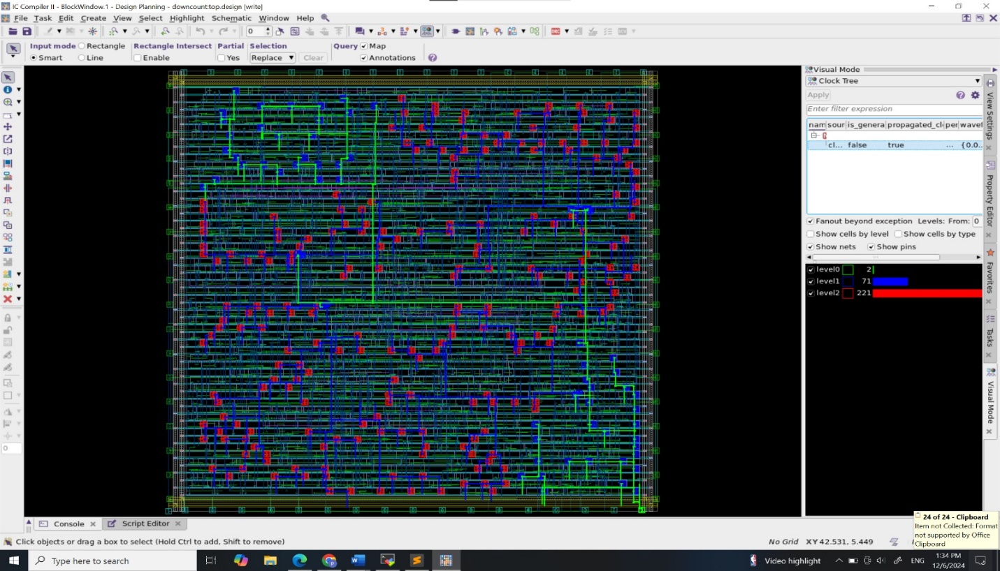 IC Compiler II - BlockWindow.1 - Design Planning - downcount:top.design [write]
File Task Edit Create View Select Highlight Schematic Window Help
0
Input mode Rectangle Rectangle Intersect Partial Selection Query Map
Smart Line Enable Yes Replace Clear Annotations
Visual Mode
Clock Tree
Apply
Enter filter expression
nam sour is_genera propagated_cl per wavef
cl... false true ... {0.0..
Fanout beyond exception Levels: From: 0
Show cells by level Show cells by type
Show nets Show pins
level0 2
level1 71
level2 221
View Settings
Property Editor
Favorites
Tasks
Visual Mode
0
Console Script Editor
24 of 24 - Clipboard
Item not Collected: Format
not supported by Office
Clipboard
Click objects or drag a box to select (Hold Ctrl to add, Shift to remove) No Grid XY 42.531, 5.449
Type here to search Video highlight ENG 1:34 PM
12/6/2024